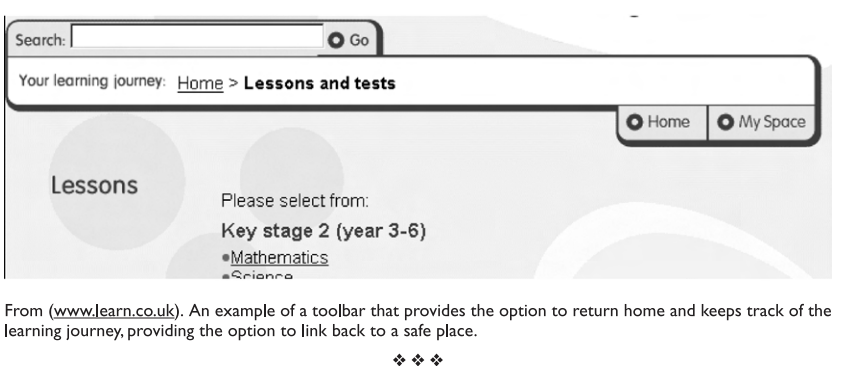 Search: Go
Your learning journey: Home > Lessons and tests
Home My Space
Lessons
Please select from:
Key stage 2 (year 3-6)
•Mathematics
•Science
From (www.learn.co.uk). An example of a toolbar that provides the option to return home and keeps track of the
learning journey, providing the option to link back to a safe place.